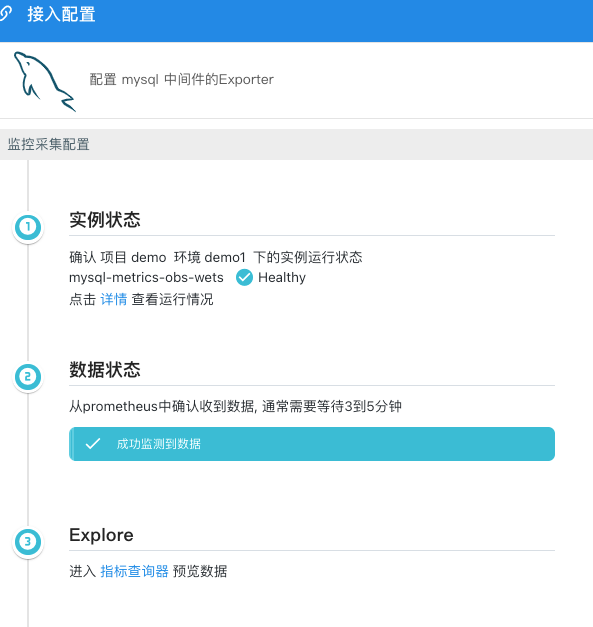 接入配置
配置 mysql 中间件的Exporter
监控采集配置
1
实例状态
确认 项目 demo 环境 demo1 下的实例运行状态
mysql-metrics-obs-wets Healthy
点击 详情 查看运行情况
2
数据状态
从prometheus中确认收到数据, 通常需要等待3到5分钟
成功监测到数据
3
Explore
进入 指标查询器 预览数据